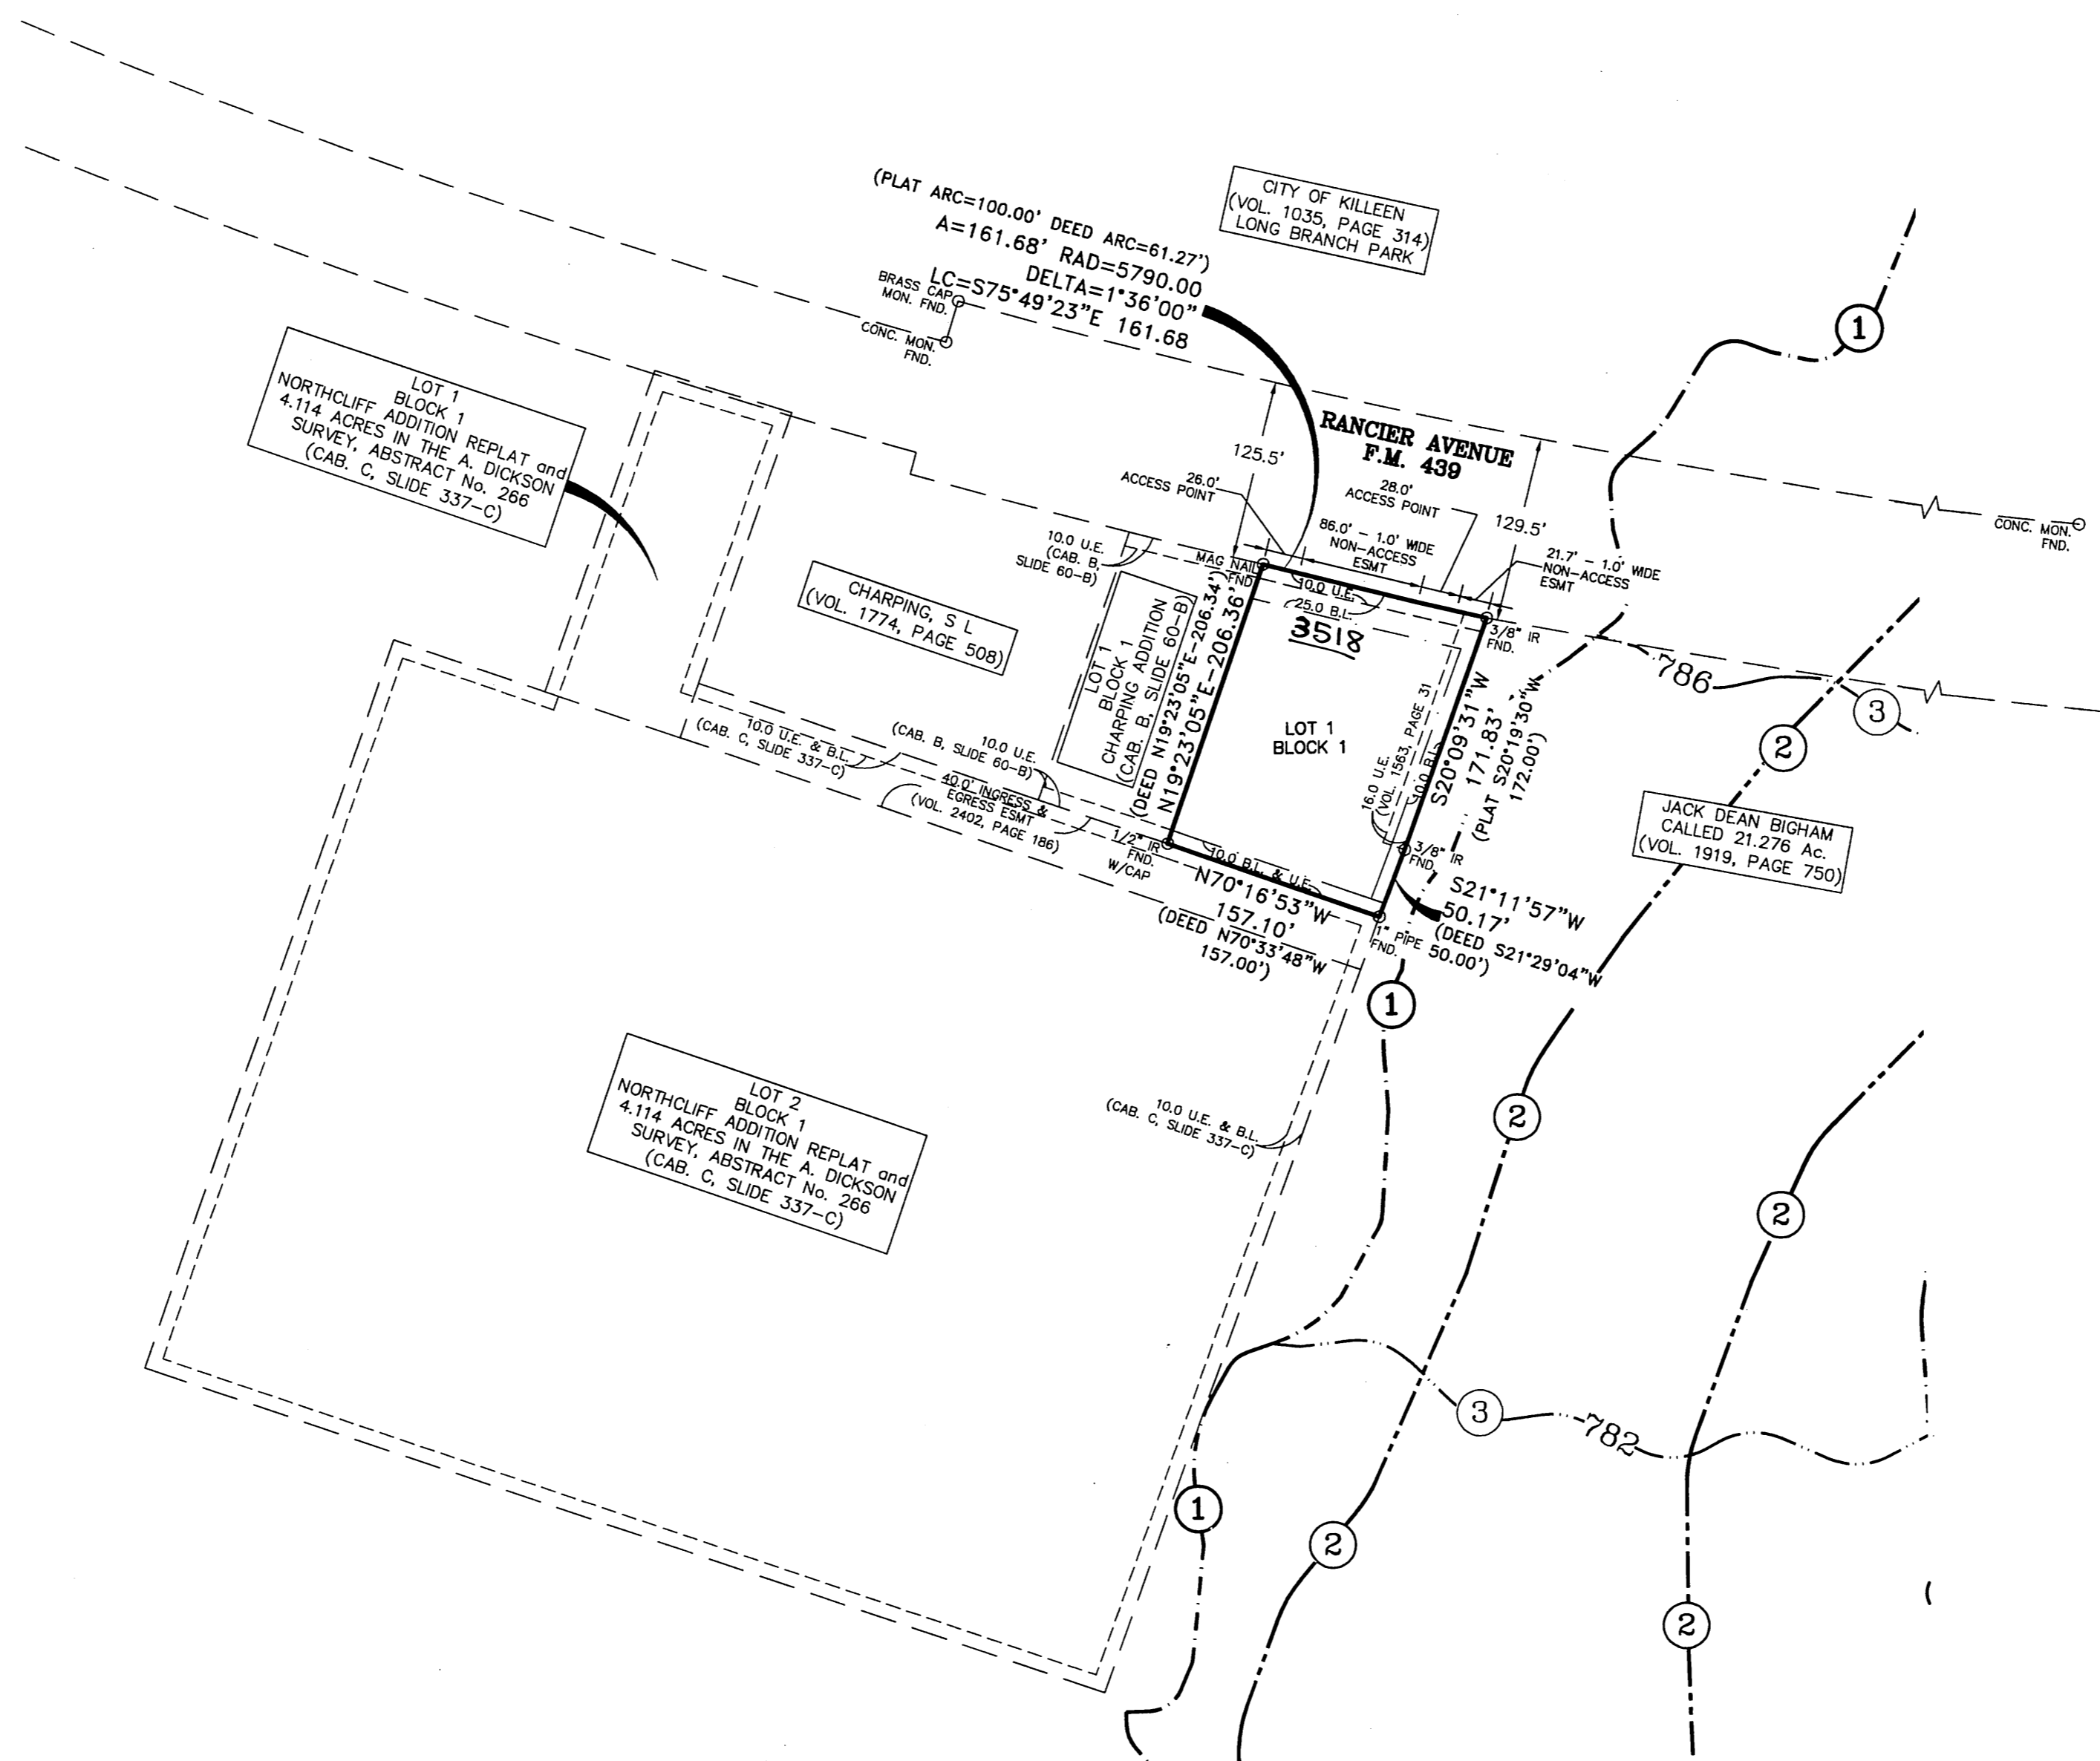 (PLAT ARC=100.00' DEED ARC=61.27')
A=161.68' RAD=5790.00
DELTA=1°36'00"
LC=S75°49'23"E 161.68
CITY OF KILLEEN
(VOL. 1035, PAGE 314)
LONG BRANCH PARK
BRASS CAP
MON. FND.
CONC. MON.
FND.
1
LOT 1
BLOCK 1
NORTHCLIFF ADDITION REPLAT and
4.114 ACRES IN THE A. DICKSON
SURVEY, ABSTRACT No. 266
(CAB. C, SLIDE 337-C)
RANCIER AVENUE
F.M. 439
125.5'
26.0'
ACCESS POINT
28.0'
ACCESS POINT
129.5'
86.0' - 1.0' WIDE
NON-ACCESS
ESMT
21.7' - 1.0' WIDE
NON-ACCESS
ESMT
CONC. MON.
FND.
10.0 U.E.
(CAB. B,
SLIDE 60-B)
MAG NAIL
FND
10.0 U.E.
25.0 B.L.
3518
3/8" IR
FND.
CHARPING, S L
(VOL. 1774, PAGE 508)
LOT 1
BLOCK 1
CHARPING ADDITION
(CAB. B, SLIDE 60-B)
(DEED N19°23'05"E-206.34')
N19°23'05"E-206.36'
LOT 1
BLOCK 1
16.0 U.E.
(VOL. 1563, PAGE 31
10.0 B.L.
S20°09'31"W
171.83'
(PLAT S20°19'30"W
172.00')
786
3
2
10.0 U.E. & B.L.
(CAB. C, SLIDE 337-C)
10.0 U.E.
(CAB. B, SLIDE 60-B)
40.0' INGRESS &
EGRESS ESMT
(VOL. 2402, PAGE 186)
1/2" IR
FND.
W/CAP
10.0 B.L. & U.E.
3/8" IR
FND.
JACK DEAN BIGHAM
CALLED 21.276 Ac.
(VOL. 1919, PAGE 750)
N70°16'53"W
157.10'
(DEED N70°33'48"W
157.00')
1" PIPE
FND.
S21°11'57"W
50.17'
(DEED S21°29'04"W
50.00')
1
LOT 2
BLOCK 1
NORTHCLIFF ADDITION REPLAT and
4.114 ACRES IN THE A. DICKSON
SURVEY, ABSTRACT No. 266
(CAB. C, SLIDE 337-C)
10.0 U.E. & B.L.
(CAB. C, SLIDE 337-C)
2
2
3
782
1
2
2